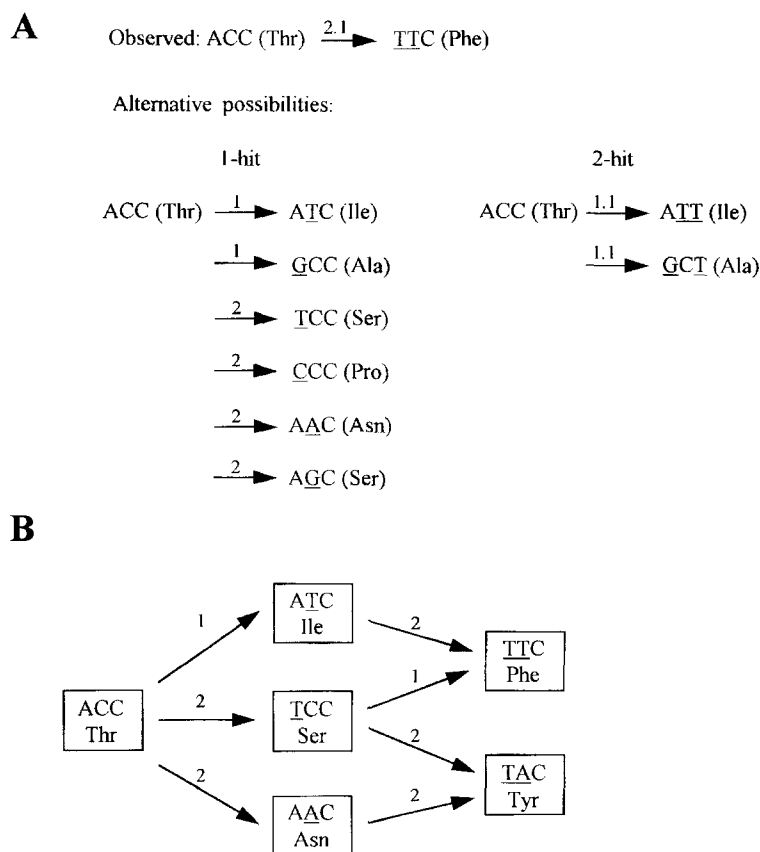 A
Observed: ACC (Thr) 2.1 TTC (Phe)
Alternative possibilities:
1-hit 2-hit
ACC (Thr) 1 ATC (Ile) ACC (Thr) 1.1 ATT (Ile)
1 GCC (Ala) 1.1 GCT (Ala)
2 TCC (Ser)
2 CCC (Pro)
2 AAC (Asn)
2 AGC (Ser)
B
ATC
Ile
1 2
TTC
Phe
1
ACC
Thr
2
TCC
Ser
2
TAC
Tyr
2 2
AAC
Asn